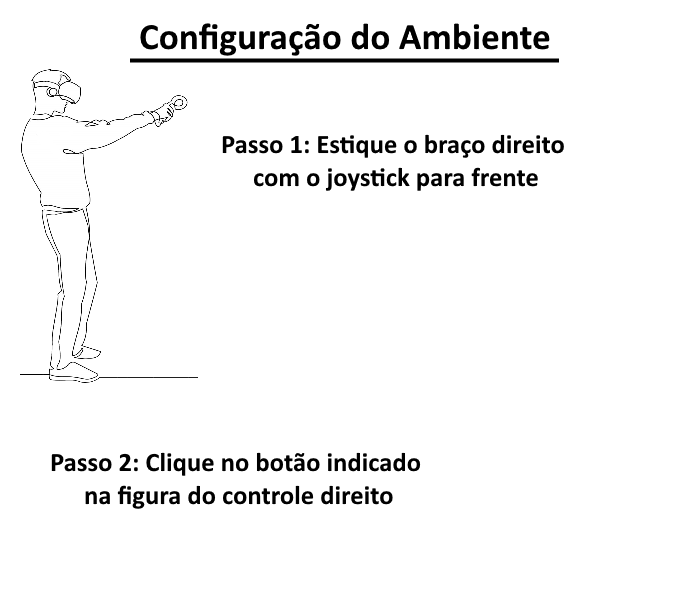 Configuração do Ambiente
Passo 1: Estique o braço direito
com o joystick para frente
Passo 2: Clique no botão indicado
na figura do controle direito